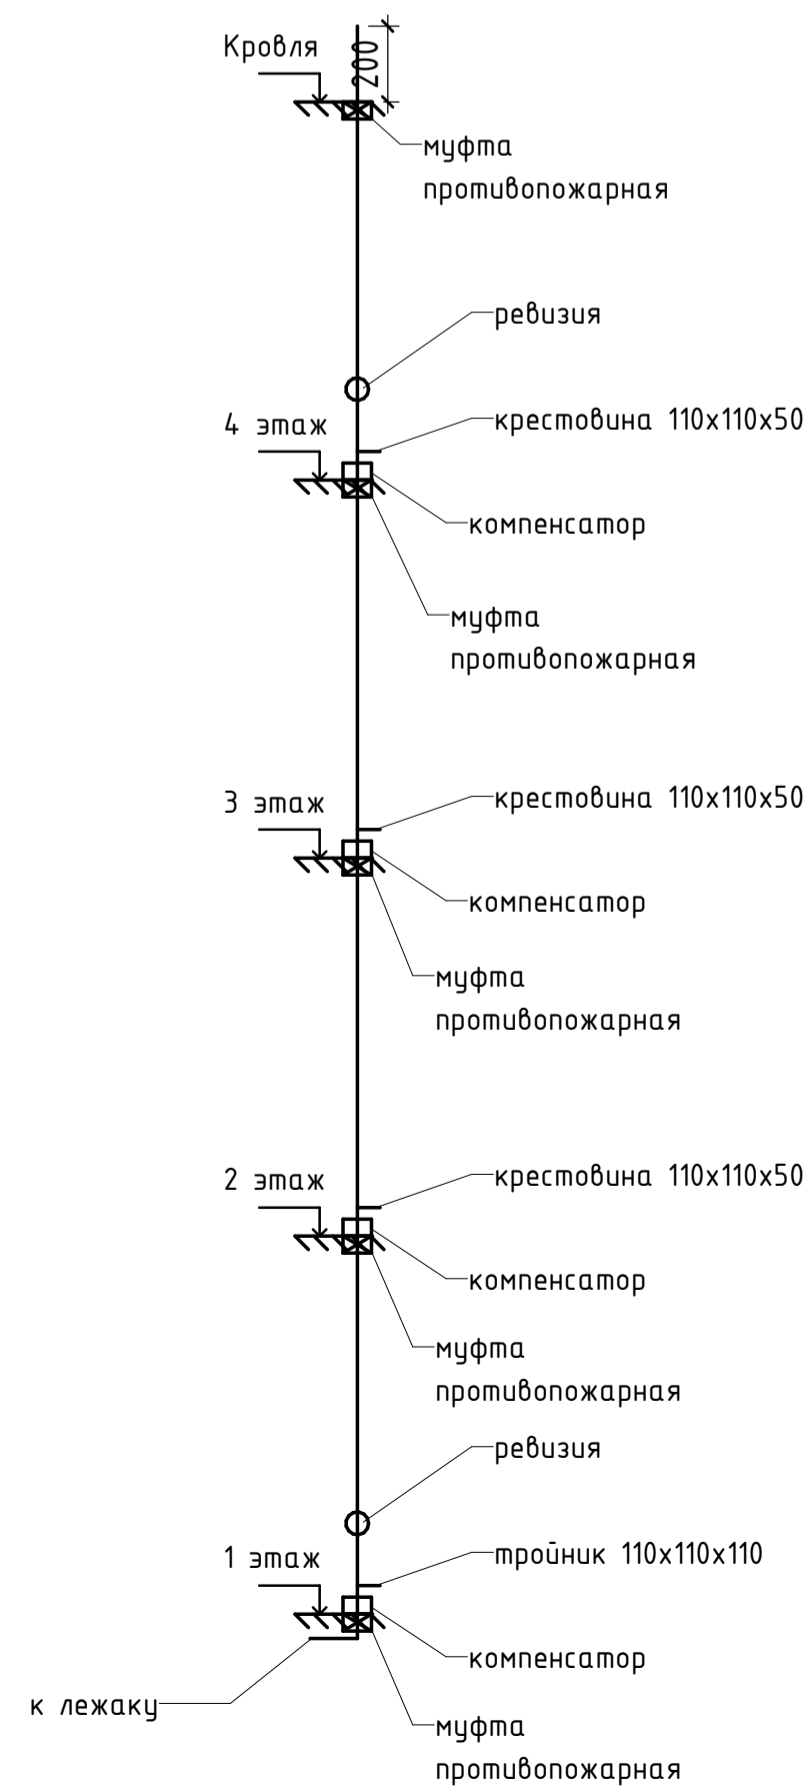 Кровля
200
муфта
противопожарная
ревизия
4 этаж
крестовина 110х110х50
компенсатор
муфта
противопожарная
3 этаж
крестовина 110х110х50
компенсатор
муфта
противопожарная
2 этаж
крестовина 110х110х50
компенсатор
муфта
противопожарная
ревизия
1 этаж
тройник 110х110х110
компенсатор
к лежаку
муфта
противопожарная